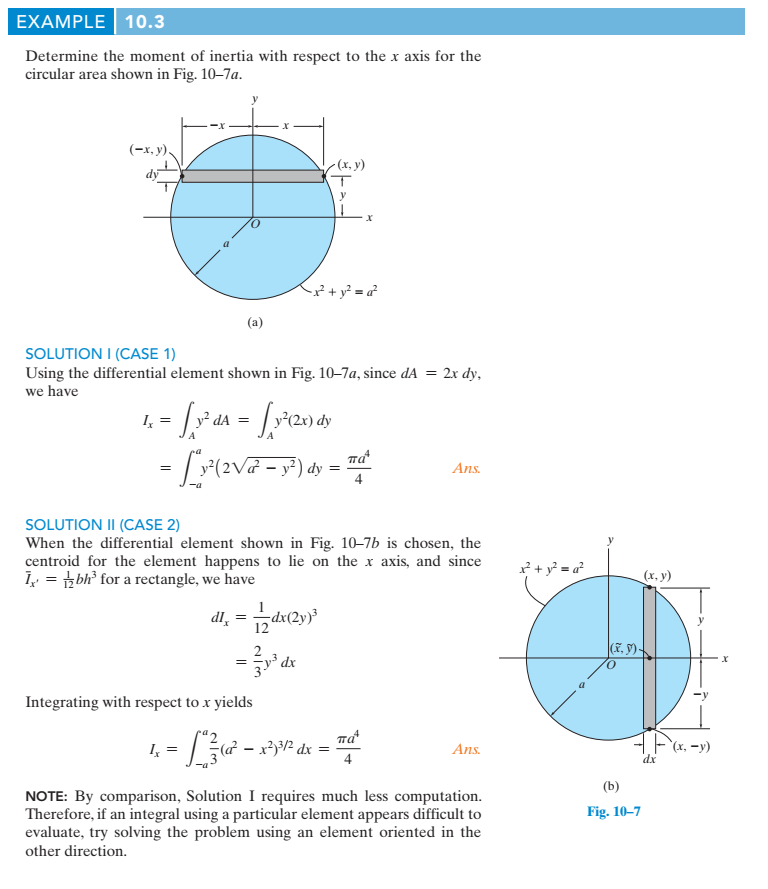 EXAMPLE 10.3
Determine the moment of inertia with respect to the x axis for the
circular area shown in Fig. 10–7a.
y
−x
x
(−x, y)
(x, y)
dy
y
x
O
a
x² + y² = a²
(a)
SOLUTION I (CASE 1)
Using the differential element shown in Fig. 10–7a, since dA = 2x dy,
we have
Iₓ = ∫_A y² dA = ∫_A y²(2x) dy
= ∫_{−a}^{a} y²(2√(a² − y²)) dy = πa⁴/4 Ans.
SOLUTION II (CASE 2)
When the differential element shown in Fig. 10–7b is chosen, the
centroid for the element happens to lie on the x axis, and since
Īₓ′ = 1/12 bh³ for a rectangle, we have
dIₓ = 1/12 dx(2y)³
= 2/3 y³ dx
Integrating with respect to x yields
Iₓ = ∫_{−a}^{a} 2/3 (a² − x²)^{3/2} dx = πa⁴/4 Ans.
NOTE: By comparison, Solution I requires much less computation.
Therefore, if an integral using a particular element appears difficult to
evaluate, try solving the problem using an element oriented in the
other direction.
y
x² + y² = a²
(x, y)
y
(x̃, ỹ)
x
O
a
−y
(x, −y)
dx
(b)
Fig. 10–7